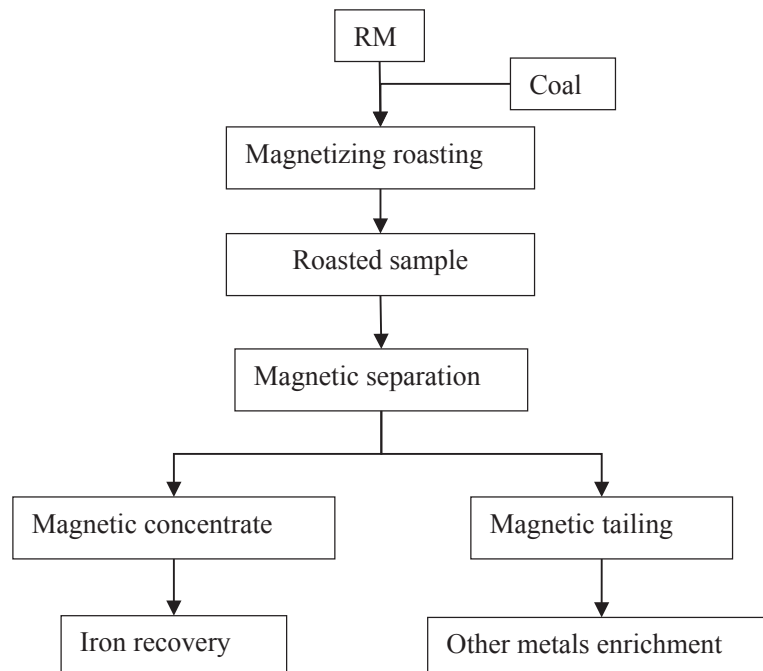 RM
Coal
Magnetizing roasting
Roasted sample
Magnetic separation
Magnetic concentrate
Magnetic tailing
Iron recovery
Other metals enrichment